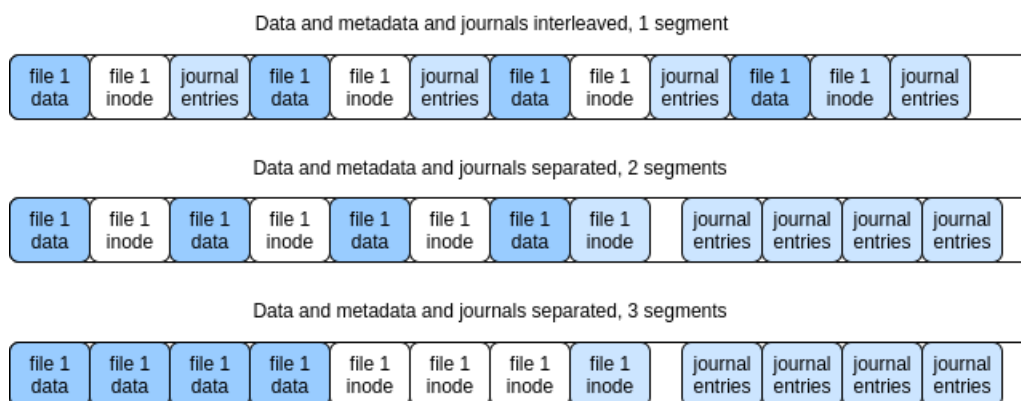 Data and metadata and journals interleaved, 1 segment
file 1 file 1 journal file 1 file 1 journal file 1 file 1 journal file 1 file 1 journal
data inode entries data inode entries data inode entries data inode entries
Data and metadata and journals separated, 2 segments
file 1 file 1 file 1 file 1 file 1 file 1 file 1 file 1 journal journal journal journal
data inode data inode data inode data inode entries entries entries entries
Data and metadata and journals separated, 3 segments
file 1 file 1 file 1 file 1 file 1 file 1 file 1 file 1 journal journal journal journal
data data data data inode inode inode inode entries entries entries entries